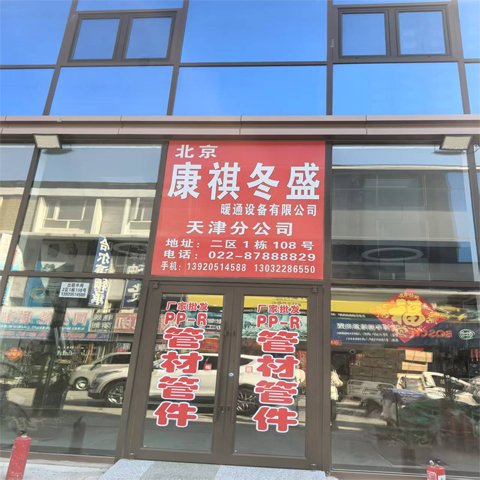 北京
康祺冬盛
暖通设备有限公司
天津分公司
地址：二区1栋108号
电话：022-87888829
手机：13920514588 13032286550
厂家批发
PP-R
管材管件
厂家批发
PP-R
管材管件